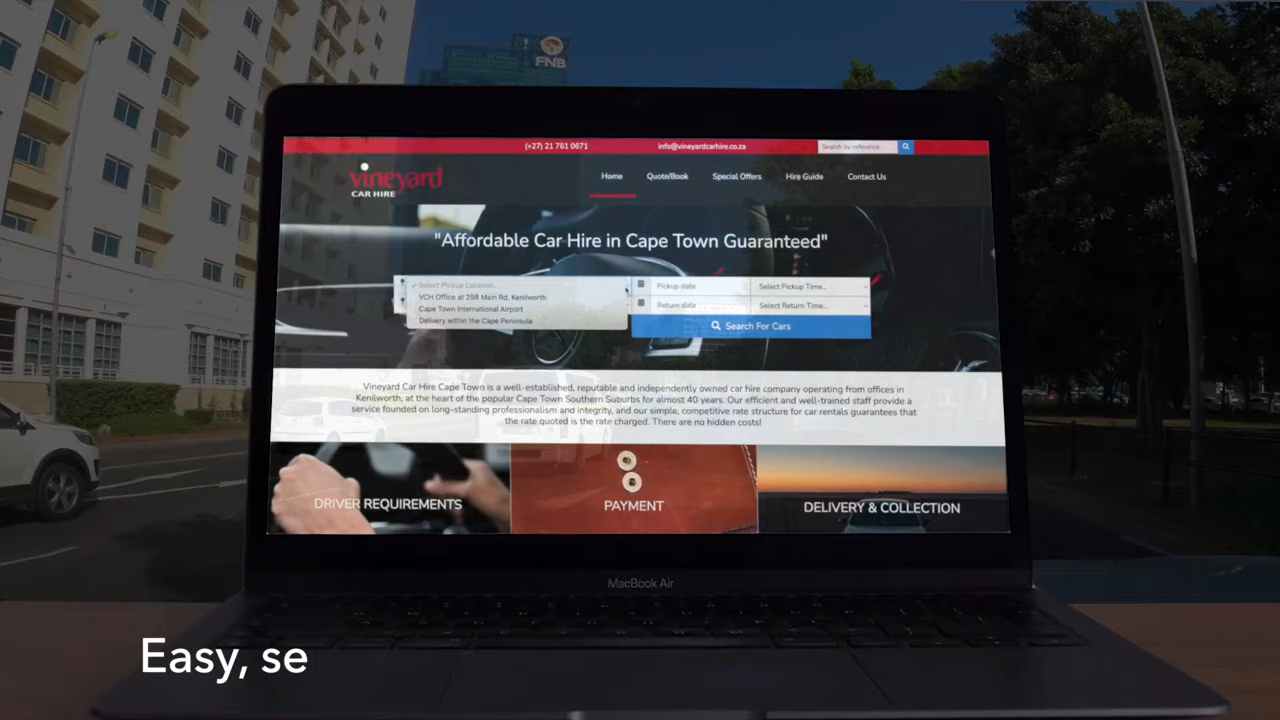 FNB
(+27) 21 761 0671
info@vineyardcarhire.co.za
Search by reference
vineyard
CAR HIRE
Home
Quote/Book
Special Offers
Hire Guide
Contact Us
"Affordable Car Hire in Cape Town Guaranteed"
✓ Select Pickup Location...
VCH Office at 298 Main Rd, Kenilworth
Cape Town International Airport
Delivery within the Cape Peninsula
Pickup date
Select Pickup Time...
Return date
Select Return Time...
Search For Cars
Vineyard Car Hire Cape Town is a well-established, reputable and independently owned car hire company operating from offices in
Kenilworth, at the heart of the popular Cape Town Southern Suburbs for almost 40 years. Our efficient and well-trained staff provide a
service founded on long-standing professionalism and integrity, and our simple, competitive rate structure for car rentals guarantees that
the rate quoted is the rate charged. There are no hidden costs!
DRIVER REQUIREMENTS
PAYMENT
DELIVERY & COLLECTION
MacBook Air
Easy, se